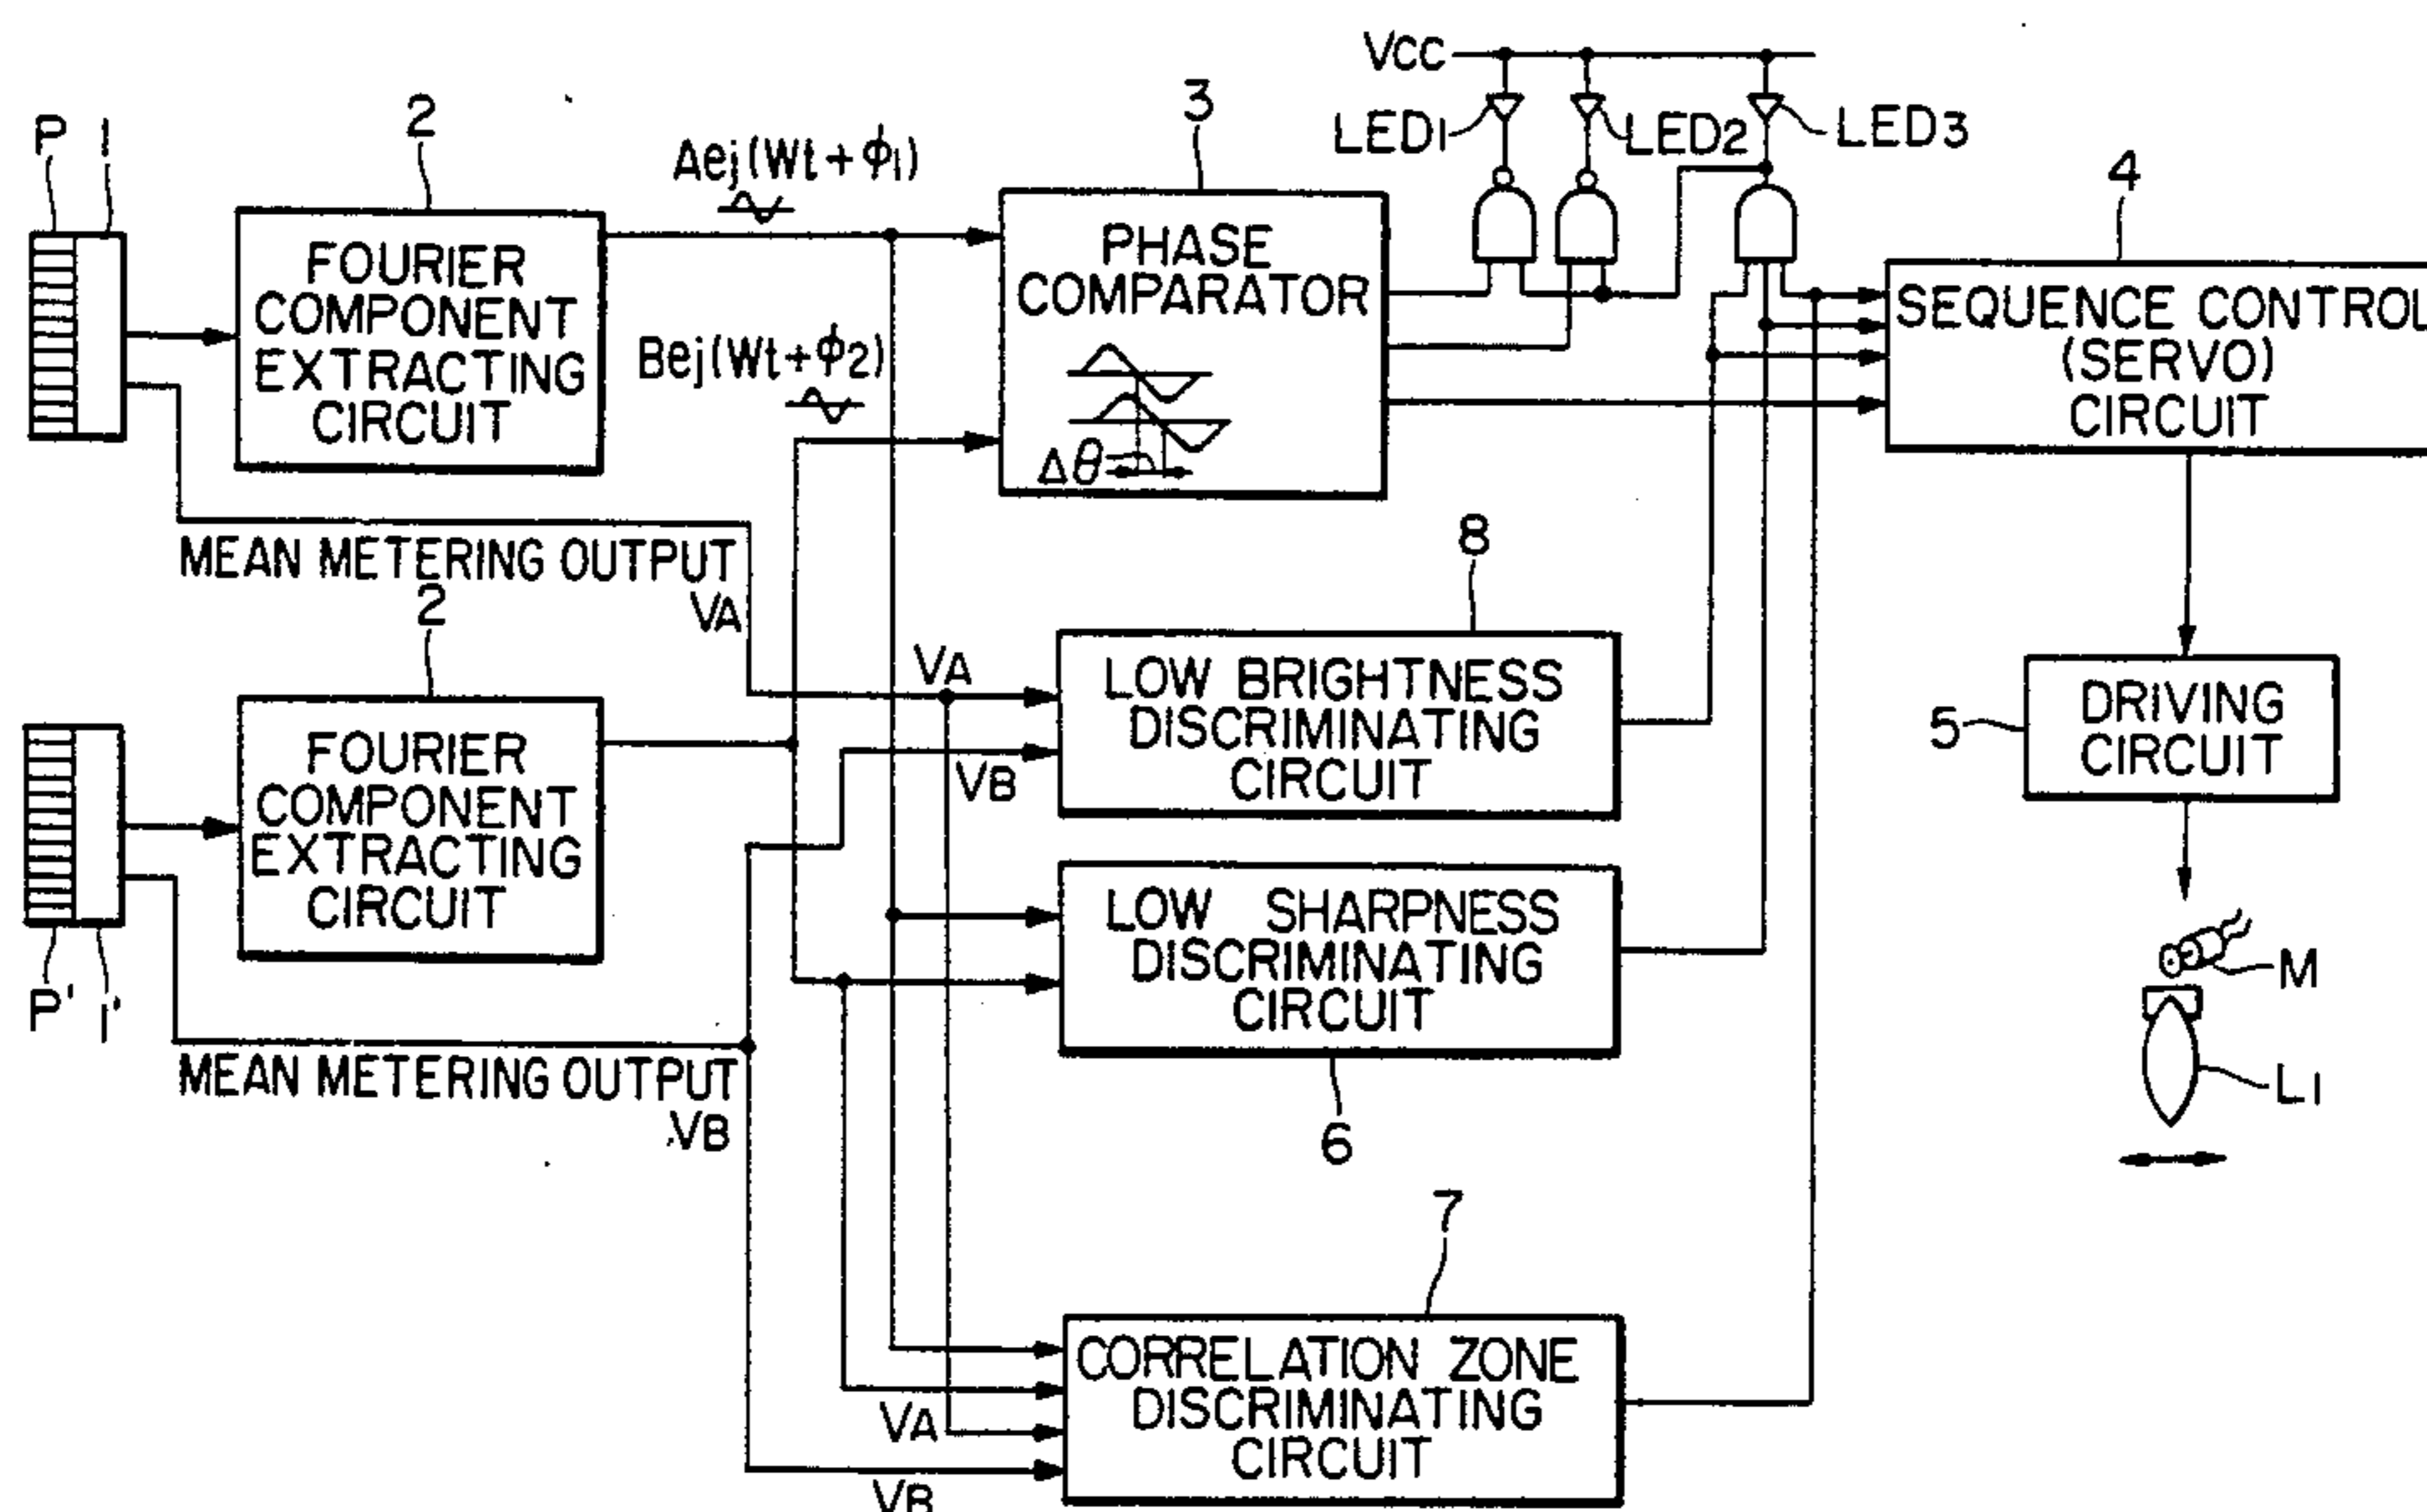 VCC
LED1
LED2
LED3
P 1
2
Aej(Wt+ϕ1)
3
4
FOURIER
COMPONENT
EXTRACTING
CIRCUIT
PHASE
COMPARATOR
Δθ
Bej(Wt+ϕ2)
SEQUENCE CONTROL
(SERVO)
CIRCUIT
MEAN METERING OUTPUT
VA
2
8
VA
VB
LOW BRIGHTNESS
DISCRIMINATING
CIRCUIT
5
DRIVING
CIRCUIT
FOURIER
COMPONENT
EXTRACTING
CIRCUIT
P' 1'
LOW SHARPNESS
DISCRIMINATING
CIRCUIT
6
M
L1
MEAN METERING OUTPUT
VB
7
CORRELATION ZONE
DISCRIMINATING
CIRCUIT
VA
VB